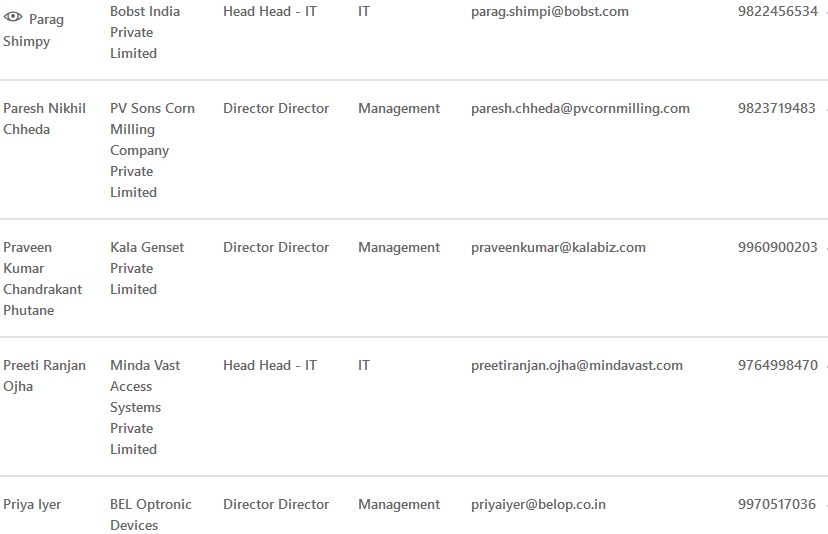 Parag Shimpy Bobst India Private Limited Head Head - IT IT parag.shimpi@bobst.com 9822456534
Paresh Nikhil Chheda PV Sons Corn Milling Company Private Limited Director Director Management paresh.chheda@pvcornmilling.com 9823719483
Praveen Kumar Chandrakant Phutane Kala Genset Private Limited Director Director Management praveenkumar@kalabiz.com 9960900203
Preeti Ranjan Ojha Minda Vast Access Systems Private Limited Head Head - IT IT preetiranjan.ojha@mindavast.com 9764998470
Priya Iyer BEL Optronic Devices Director Director Management priyaiyer@belop.co.in 9970517036